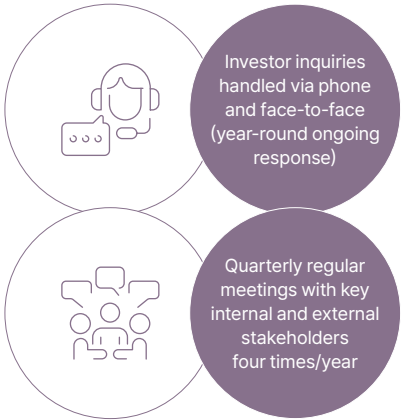 Investor inquiries
handled via phone
and face-to-face
(year-round ongoing
response)
Quarterly regular
meetings with key
internal and external
stakeholders
four times/year